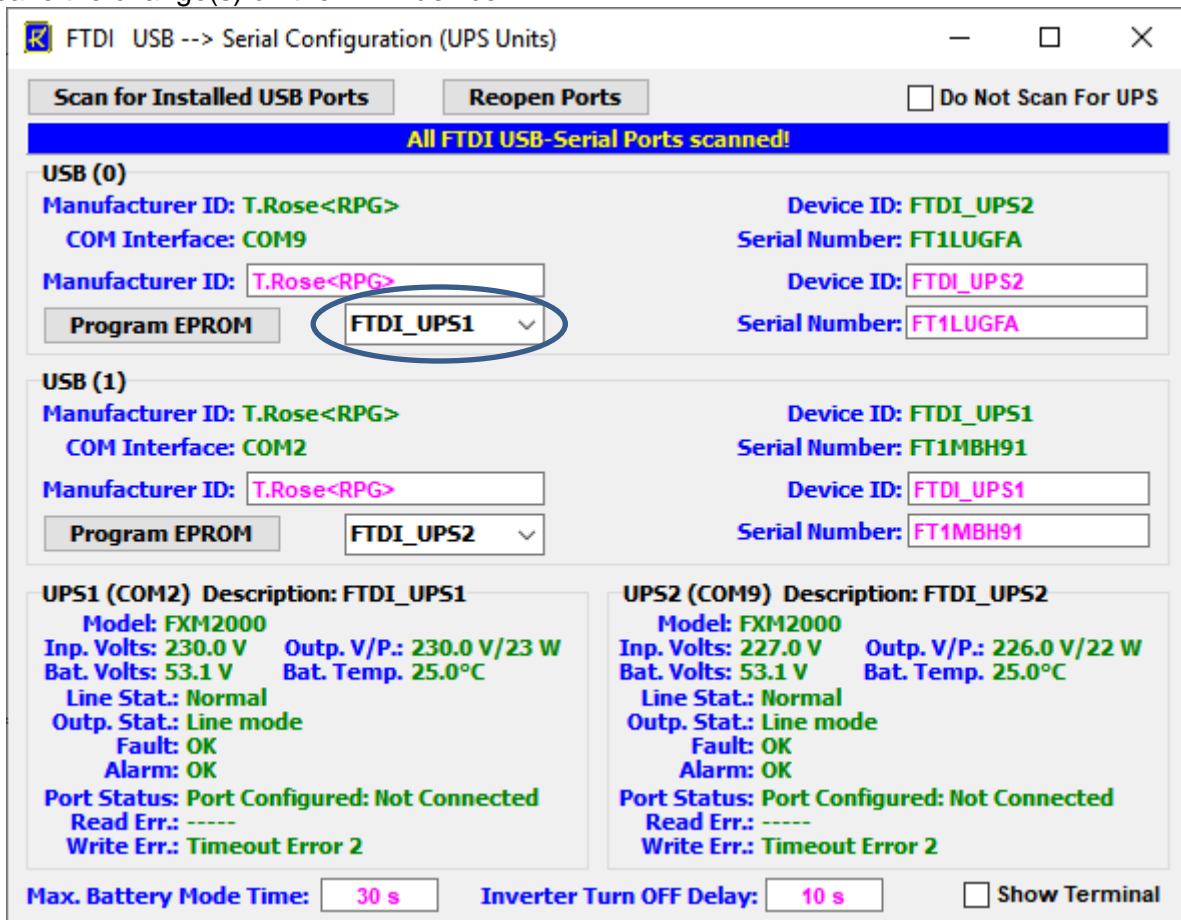 FTDI USB --> Serial Configuration (UPS Units)
Scan for Installed USB Ports Reopen Ports Do Not Scan For UPS
All FTDI USB-Serial Ports scanned!
USB (0)
Manufacturer ID: T.Rose<RPG> Device ID: FTDI_UPS2
COM Interface: COM9 Serial Number: FT1LUGFA
Manufacturer ID: T.Rose<RPG> Device ID: FTDI_UPS2
Program EPROM FTDI_UPS1 Serial Number: FT1LUGFA
USB (1)
Manufacturer ID: T.Rose<RPG> Device ID: FTDI_UPS1
COM Interface: COM2 Serial Number: FT1MBH91
Manufacturer ID: T.Rose<RPG> Device ID: FTDI_UPS1
Program EPROM FTDI_UPS2 Serial Number: FT1MBH91
UPS1 (COM2) Description: FTDI_UPS1
Model: FXM2000
Inp. Volts: 230.0 V Outp. V/P.: 230.0 V/23 W
Bat. Volts: 53.1 V Bat. Temp. 25.0°C
Line Stat.: Normal
Outp. Stat.: Line mode
Fault: OK
Alarm: OK
Port Status: Port Configured: Not Connected
Read Err.: -----
Write Err.: Timeout Error 2
UPS2 (COM9) Description: FTDI_UPS2
Model: FXM2000
Inp. Volts: 227.0 V Outp. V/P.: 226.0 V/22 W
Bat. Volts: 53.1 V Bat. Temp. 25.0°C
Line Stat.: Normal
Outp. Stat.: Line mode
Fault: OK
Alarm: OK
Port Status: Port Configured: Not Connected
Read Err.: -----
Write Err.: Timeout Error 2
Max. Battery Mode Time: 30 s Inverter Turn OFF Delay: 10 s Show Terminal